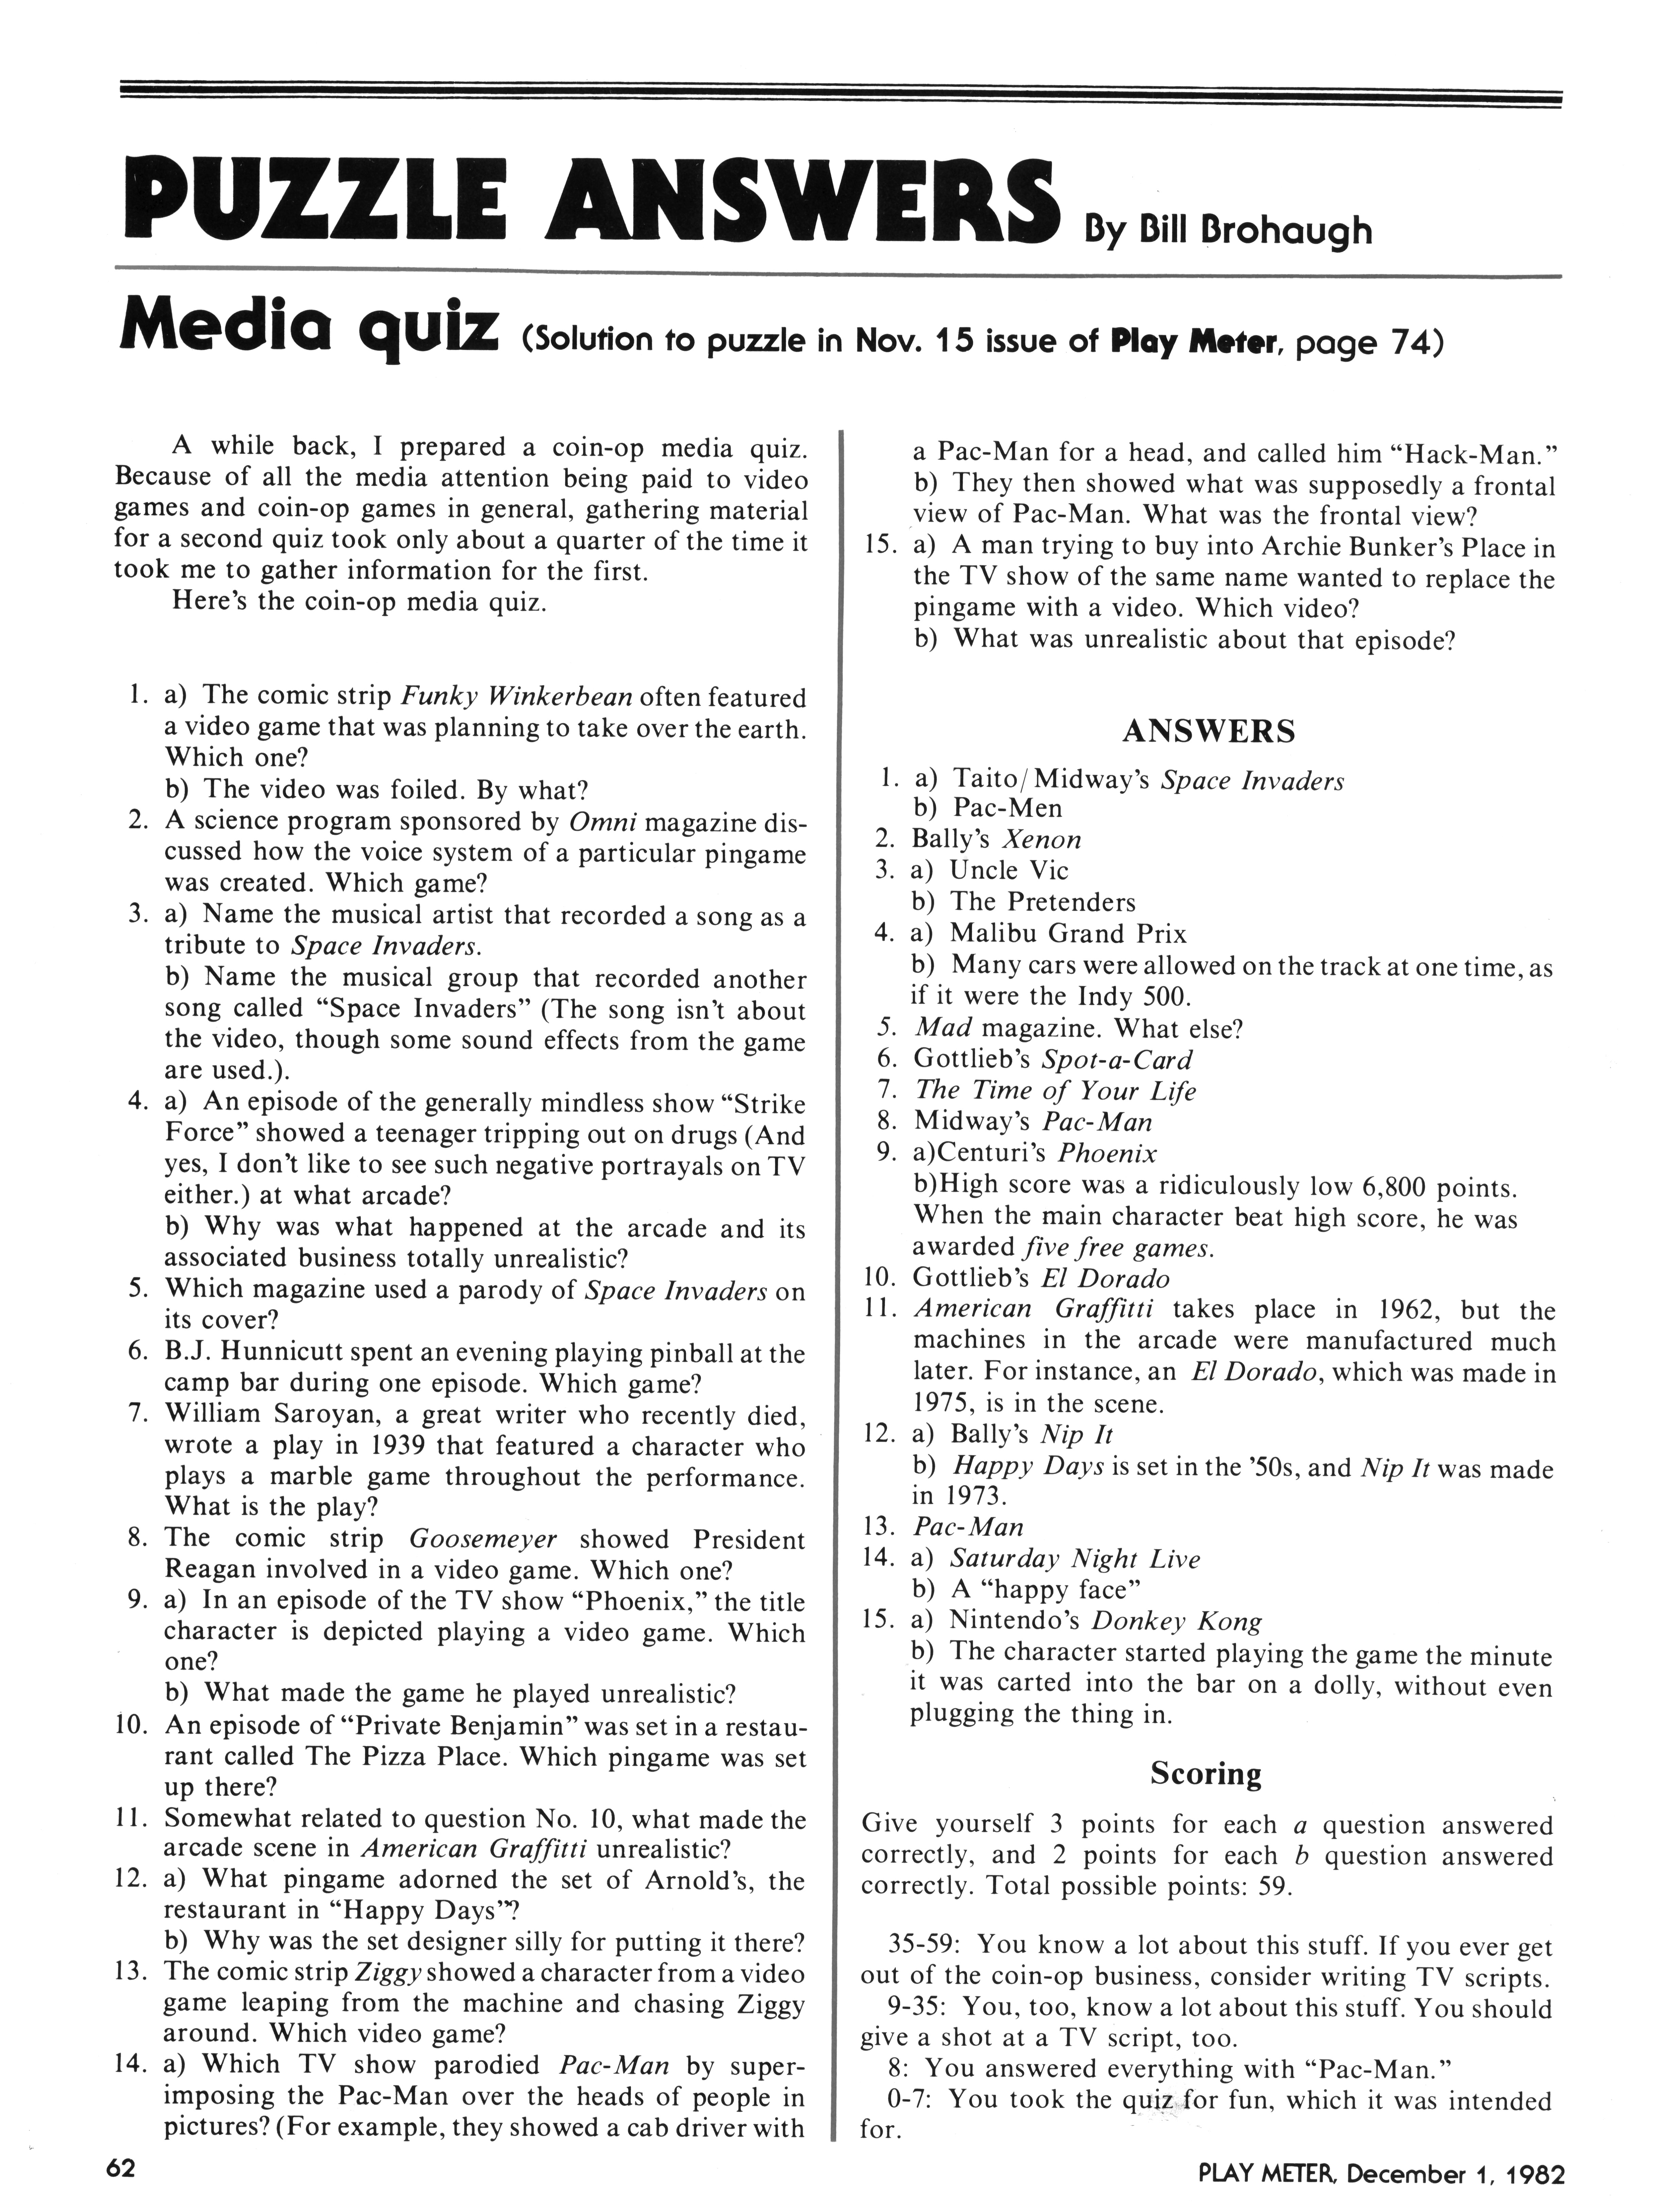 PUZZLE ANSWERS By Bill Brohaugh
Media quiz (Solution to puzzle in Nov. 15 issue of Play Meter, page 74)
A while back, I prepared a coin-op media quiz.
Because of all the media attention being paid to video
games and coin-op games in general, gathering material
for a second quiz took only about a quarter of the time it
took me to gather information for the first.
Here's the coin-op media quiz.
1. a) The comic strip Funky Winkerbean often featured
a video game that was planning to take over the earth.
Which one?
b) The video was foiled. By what?
2. A science program sponsored by Omni magazine dis-
cussed how the voice system of a particular pingame
was created. Which game?
3. a) Name the musical artist that recorded a song as a
tribute to Space Invaders.
b) Name the musical group that recorded another
song called “Space Invaders” (The song isn't about
the video, though some sound effects from the game
are used.).
4. a) An episode of the generally mindless show “Strike
Force” showed a teenager tripping out on drugs (And
yes, I don't like to see such negative portrayals on TV
either.) at what arcade?
b) Why was what happened at the arcade and its
associated business totally unrealistic?
5. Which magazine used a parody of Space Invaders on
its cover?
6. B.J. Hunnicutt spent an evening playing pinball at the
camp bar during one episode. Which game?
7. William Saroyan, a great writer who recently died,
wrote a play in 1939 that featured a character who
plays a marble game throughout the performance.
What is the play?
8. The comic strip Goosemeyer showed President
Reagan involved in a video game. Which one?
9. a) In an episode of the TV show “Phoenix,” the title
character is depicted playing a video game. Which
one?
b) What made the game he played unrealistic?
10. An episode of “Private Benjamin” was set in a restau-
rant called The Pizza Place. Which pingame was set
up there?
11. Somewhat related to question No. 10, what made the
arcade scene in American Graffitti unrealistic?
12. a) What pingame adorned the set of Arnold's, the
restaurant in “Happy Days”?
b) Why was the set designer silly for putting it there?
13. The comic strip Ziggy showed a character from a video
game leaping from the machine and chasing Ziggy
around. Which video game?
14. a) Which TV show parodied Pac-Man by super-
imposing the Pac-Man over the heads of people in
pictures? (For example, they showed a cab driver with
a Pac-Man for a head, and called him “Hack-Man.”
b) They then showed what was supposedly a frontal
view of Pac-Man. What was the frontal view?
15. a) A man trying to buy into Archie Bunker's Place in
the TV show of the same name wanted to replace the
pingame with a video. Which video?
b) What was unrealistic about that episode?
ANSWERS
1. a) Taito/Midway's Space Invaders
b) Pac-Men
2. Bally's Xenon
3. a) Uncle Vic
b) The Pretenders
4. a) Malibu Grand Prix
b) Many cars were allowed on the track at one time, as
if it were the Indy 500.
5. Mad magazine. What else?
6. Gottlieb's Spot-a-Card
7. The Time of Your Life
8. Midway's Pac-Man
9. a)Centuri's Phoenix
b)High score was a ridiculously low 6,800 points.
When the main character beat high score, he was
awarded five free games.
10. Gottlieb's El Dorado
11. American Graffitti takes place in 1962, but the
machines in the arcade were manufactured much
later. For instance, an El Dorado, which was made in
1975, is in the scene.
12. a) Bally's Nip It
b) Happy Days is set in the '50s, and Nip It was made
in 1973.
13. Pac-Man
14. a) Saturday Night Live
b) A “happy face”
15. a) Nintendo's Donkey Kong
b) The character started playing the game the minute
it was carted into the bar on a dolly, without even
plugging the thing in.
Scoring
Give yourself 3 points for each a question answered
correctly, and 2 points for each b question answered
correctly. Total possible points: 59.
35-59: You know a lot about this stuff. If you ever get
out of the coin-op business, consider writing TV scripts.
9-35: You, too, know a lot about this stuff. You should
give a shot at a TV script, too.
8: You answered everything with “Pac-Man.”
0-7: You took the quiz for fun, which it was intended
for.
62
PLAY METER, December 1, 1982